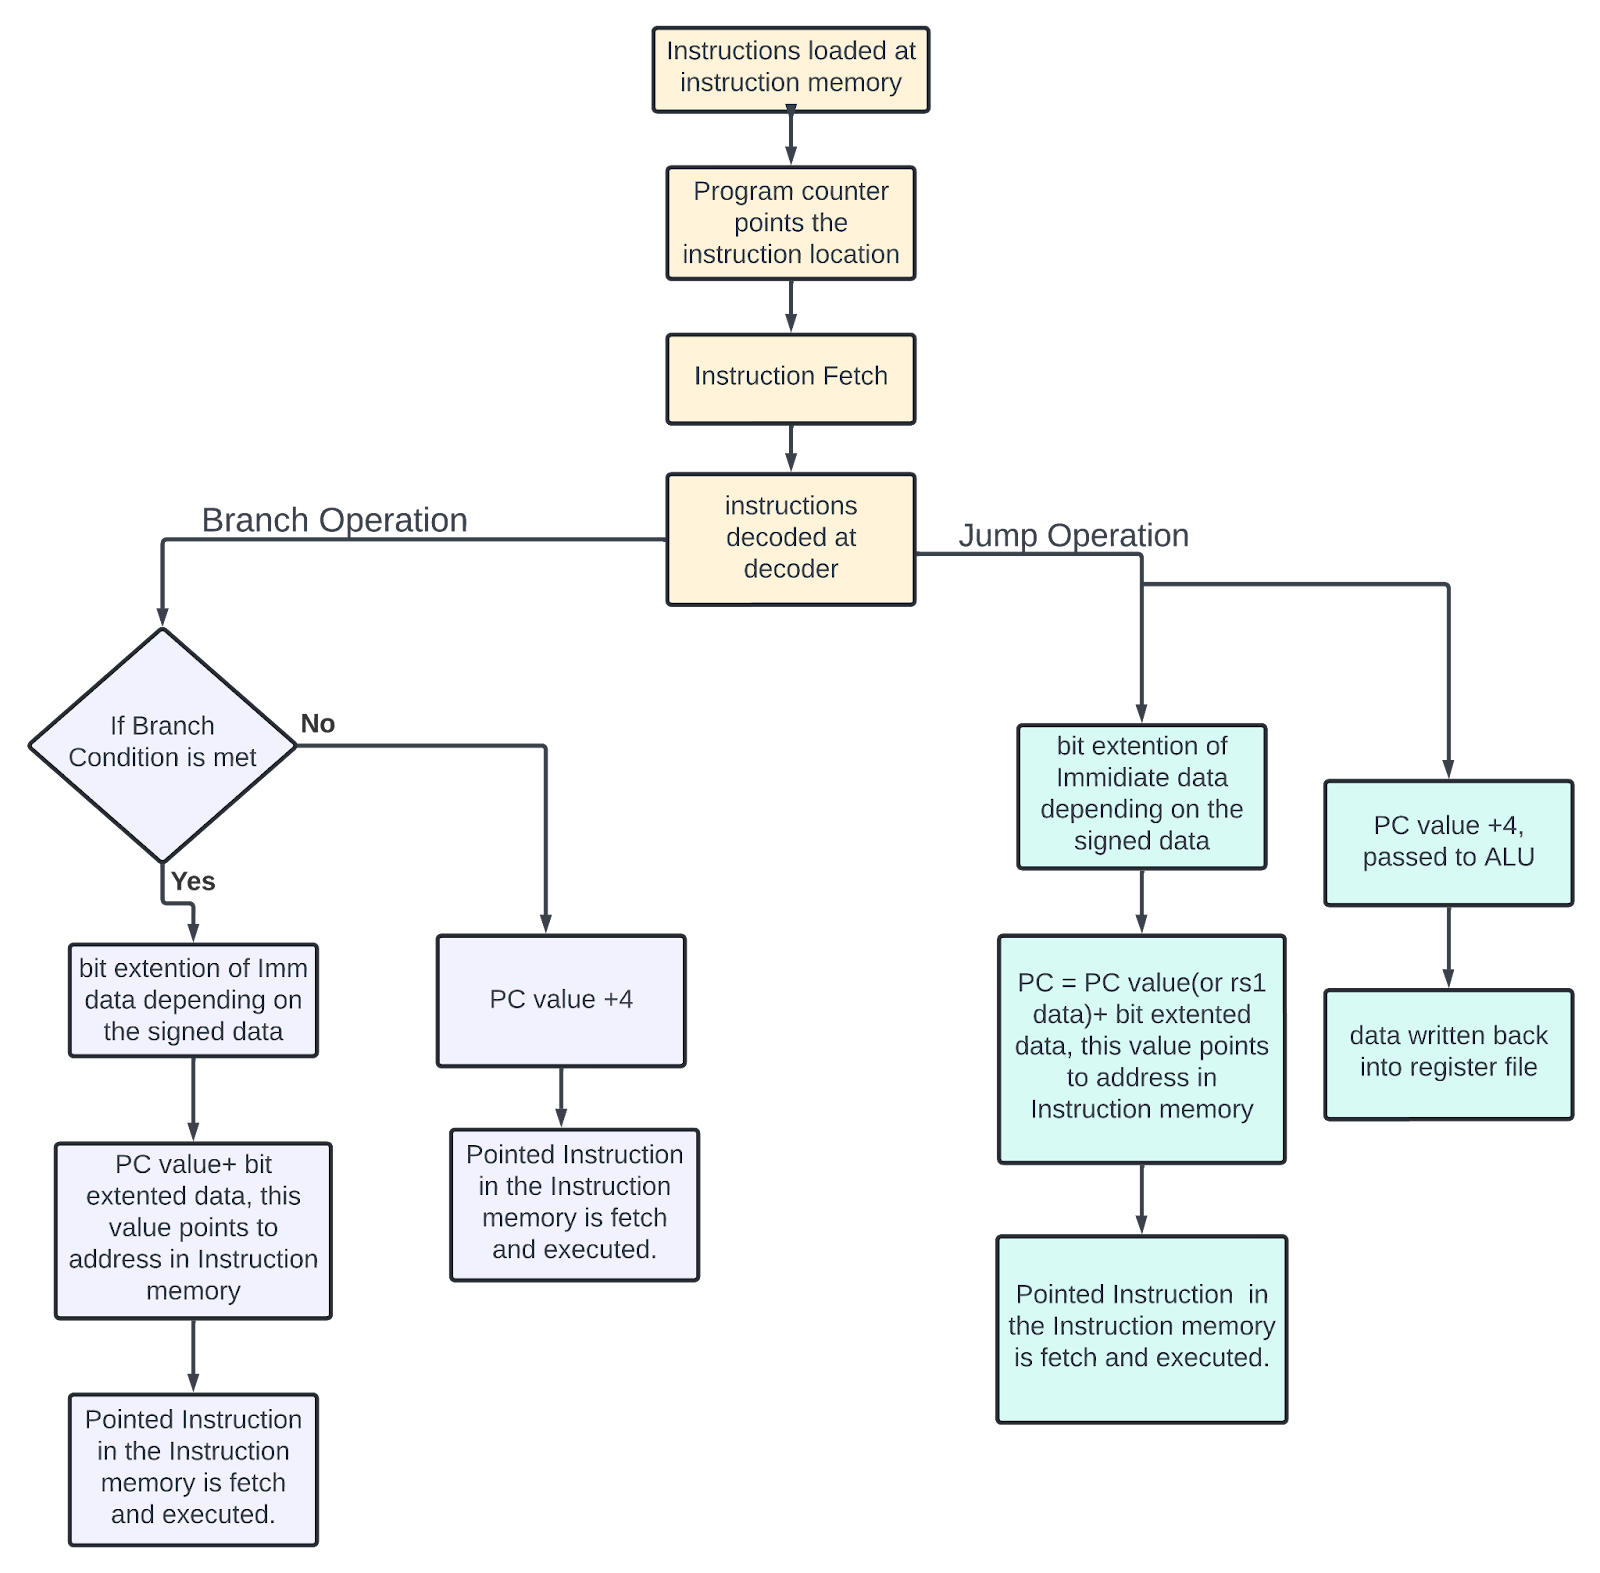 Instructions loaded at
instruction memory
Program counter
points the
instruction location
Instruction Fetch
instructions
decoded at
decoder
Branch Operation
Jump Operation
If Branch
Condition is met
No
Yes
bit extention of Imm
data depending on
the signed data
PC value+ bit
extented data, this
value points to
address in Instruction
memory
Pointed Instruction
in the Instruction
memory is fetch
and executed.
PC value +4
Pointed Instruction
in the Instruction
memory is fetch
and executed.
bit extention of
Immidiate data
depending on the
signed data
PC = PC value(or rs1
data)+ bit extented
data, this value points
to address in
Instruction memory
Pointed Instruction  in
the Instruction memory
is fetch and executed.
PC value +4,
passed to ALU
data written back
into register file